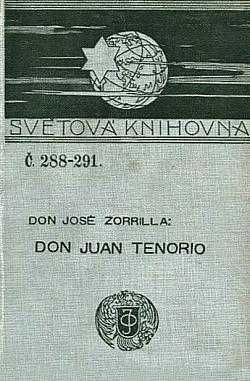 SVĚTOVÁ KNIHOVNA
Č. 288-291.
DON JOSÉ ZORRILLA:
DON JUAN TENORIO